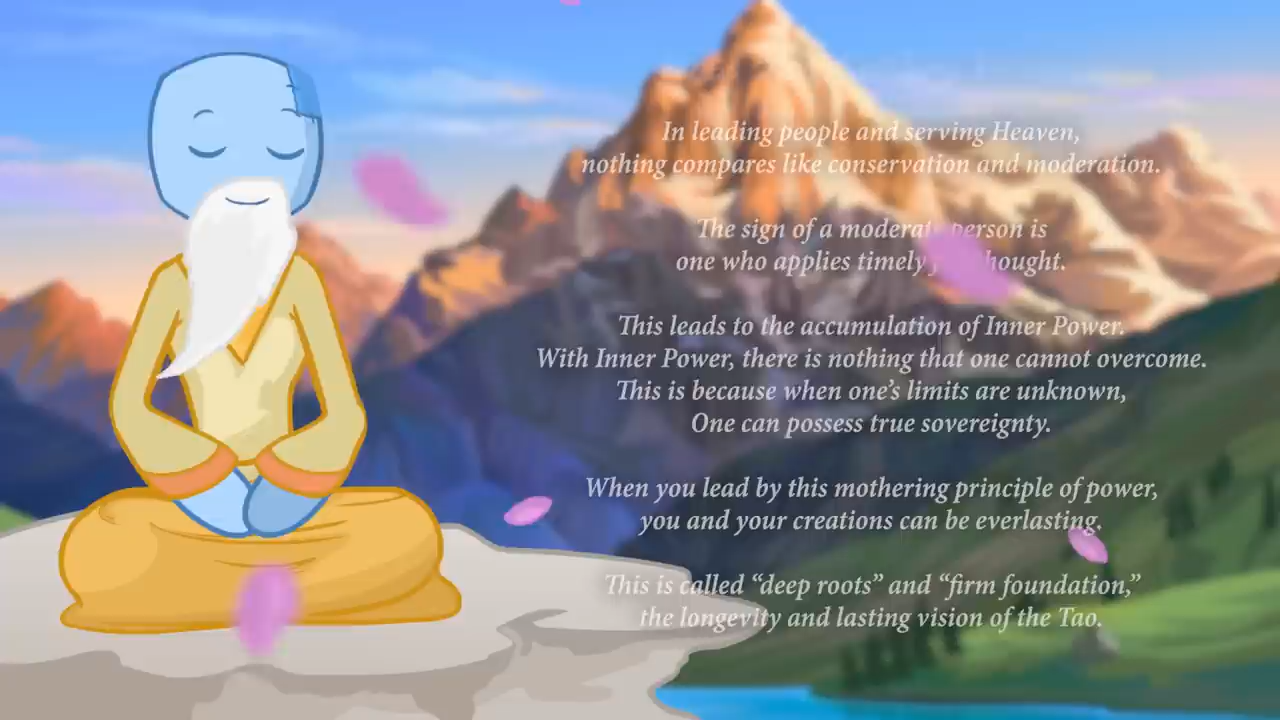 In leading people and serving Heaven,
nothing compares like conservation and moderation.
The sign of a moderate person is
one who applies timely
This leads to the accumulation of Inner Power.
With Inner Power, there is nothing that one cannot overcome.
This is because when one’s limits are unknown,
One can possess true sovereignty.
When you lead by this mothering principle of power,
you and your creations can be everlasting.
This is called “deep roots” and “firm foundation,”
the longevity and lasting vision of the Tao.